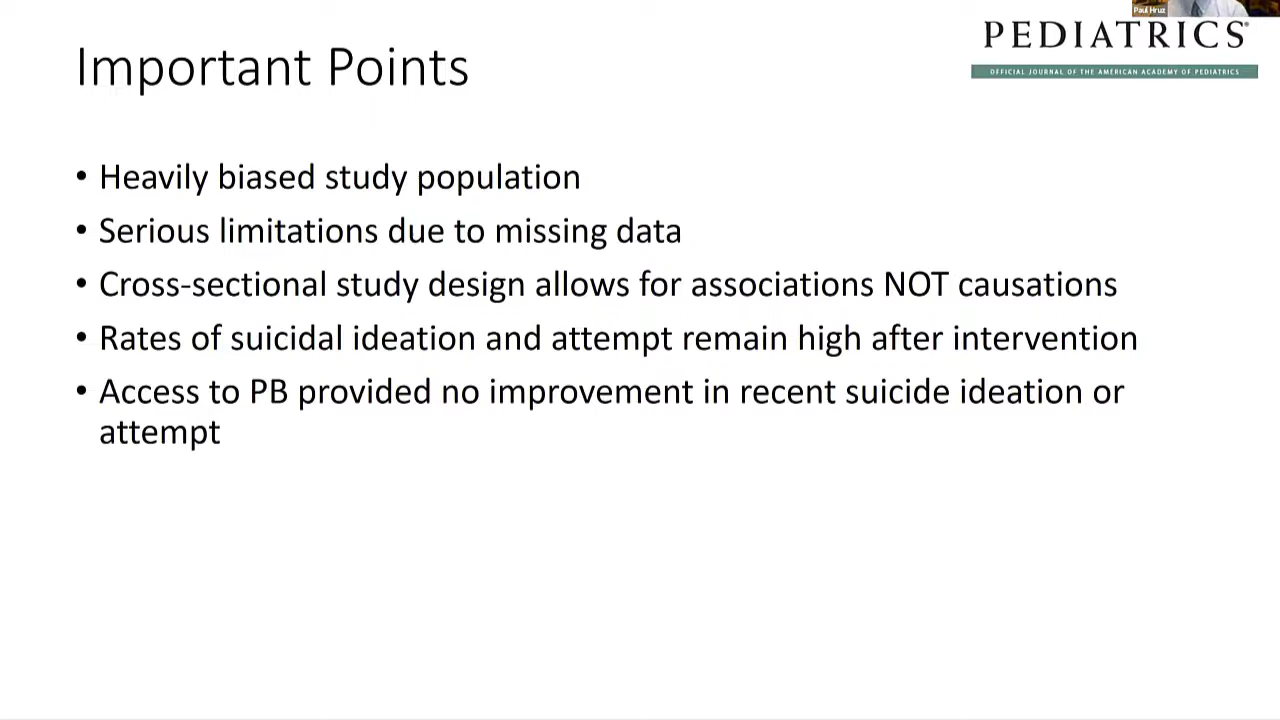 Paul Hruz
PEDIATRICS®
OFFICIAL JOURNAL OF THE AMERICAN ACADEMY OF PEDIATRICS
Important Points
• Heavily biased study population
• Serious limitations due to missing data
• Cross-sectional study design allows for associations NOT causations
• Rates of suicidal ideation and attempt remain high after intervention
• Access to PB provided no improvement in recent suicide ideation or
attempt